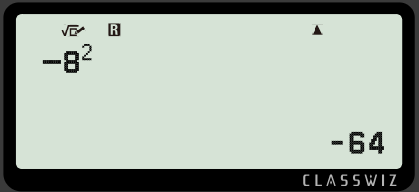 √▱ R ▲
-8²
-64
CLASSWIZ